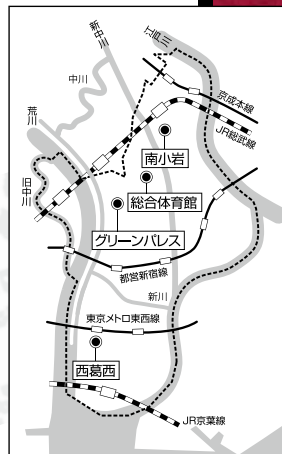 新中川
江戸川
中川
京成本線
荒川
JR総武線
南小岩
旧中川
総合体育館
グリーンパレス
都営新宿線
新川
東京メトロ東西線
西葛西
JR京葉線